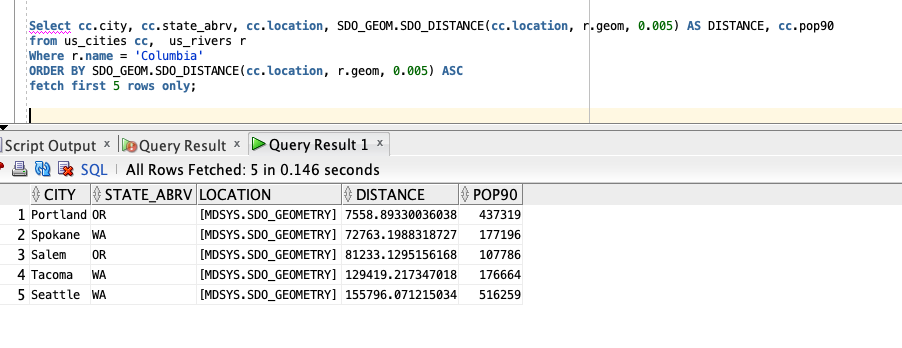 Select cc.city, cc.state_abrv, cc.location, SDO_GEOM.SDO_DISTANCE(cc.location, r.geom, 0.005) AS DISTANCE, cc.pop90
from us_cities cc,  us_rivers r
Where r.name = 'Columbia'
ORDER BY SDO_GEOM.SDO_DISTANCE(cc.location, r.geom, 0.005) ASC
fetch first 5 rows only;
Script Output × Query Result × Query Result 1 ×
SQL All Rows Fetched: 5 in 0.146 seconds
CITY STATE_ABRV LOCATION DISTANCE POP90
1 Portland OR [MDSYS.SDO_GEOMETRY] 7558.89330036038 437319
2 Spokane WA [MDSYS.SDO_GEOMETRY] 72763.1988318727 177196
3 Salem OR [MDSYS.SDO_GEOMETRY] 81233.1295156168 107786
4 Tacoma WA [MDSYS.SDO_GEOMETRY] 129419.217347018 176664
5 Seattle WA [MDSYS.SDO_GEOMETRY] 155796.071215034 516259